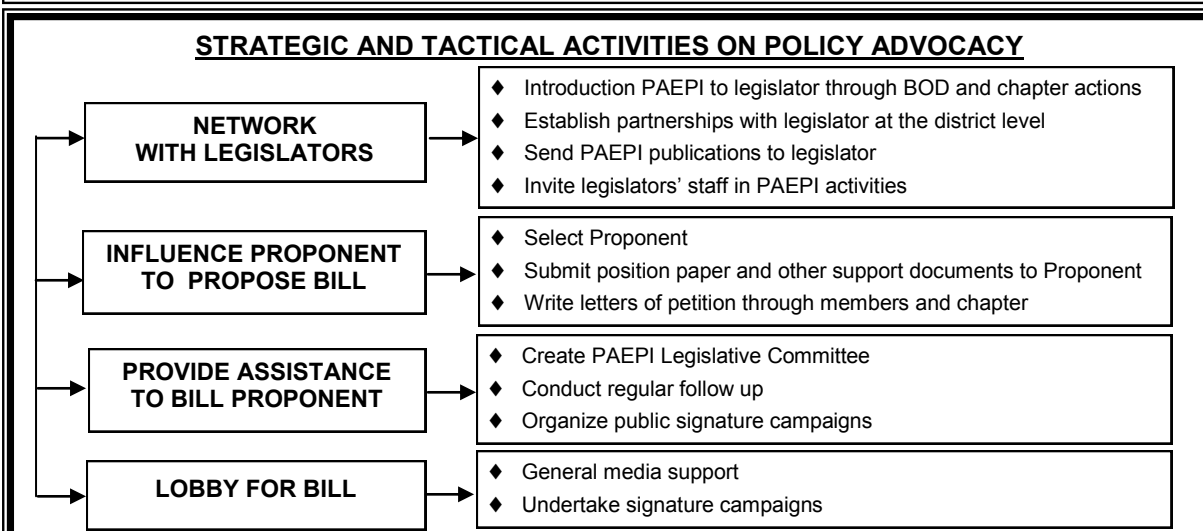 STRATEGIC AND TACTICAL ACTIVITIES ON POLICY ADVOCACY
NETWORK
WITH LEGISLATORS
♦ Introduction PAEPI to legislator through BOD and chapter actions
♦ Establish partnerships with legislator at the district level
♦ Send PAEPI publications to legislator
♦ Invite legislators' staff in PAEPI activities
INFLUENCE PROPONENT
TO PROPOSE BILL
♦ Select Proponent
♦ Submit position paper and other support documents to Proponent
♦ Write letters of petition through members and chapter
PROVIDE ASSISTANCE
TO BILL PROPONENT
♦ Create PAEPI Legislative Committee
♦ Conduct regular follow up
♦ Organize public signature campaigns
LOBBY FOR BILL
♦ General media support
♦ Undertake signature campaigns